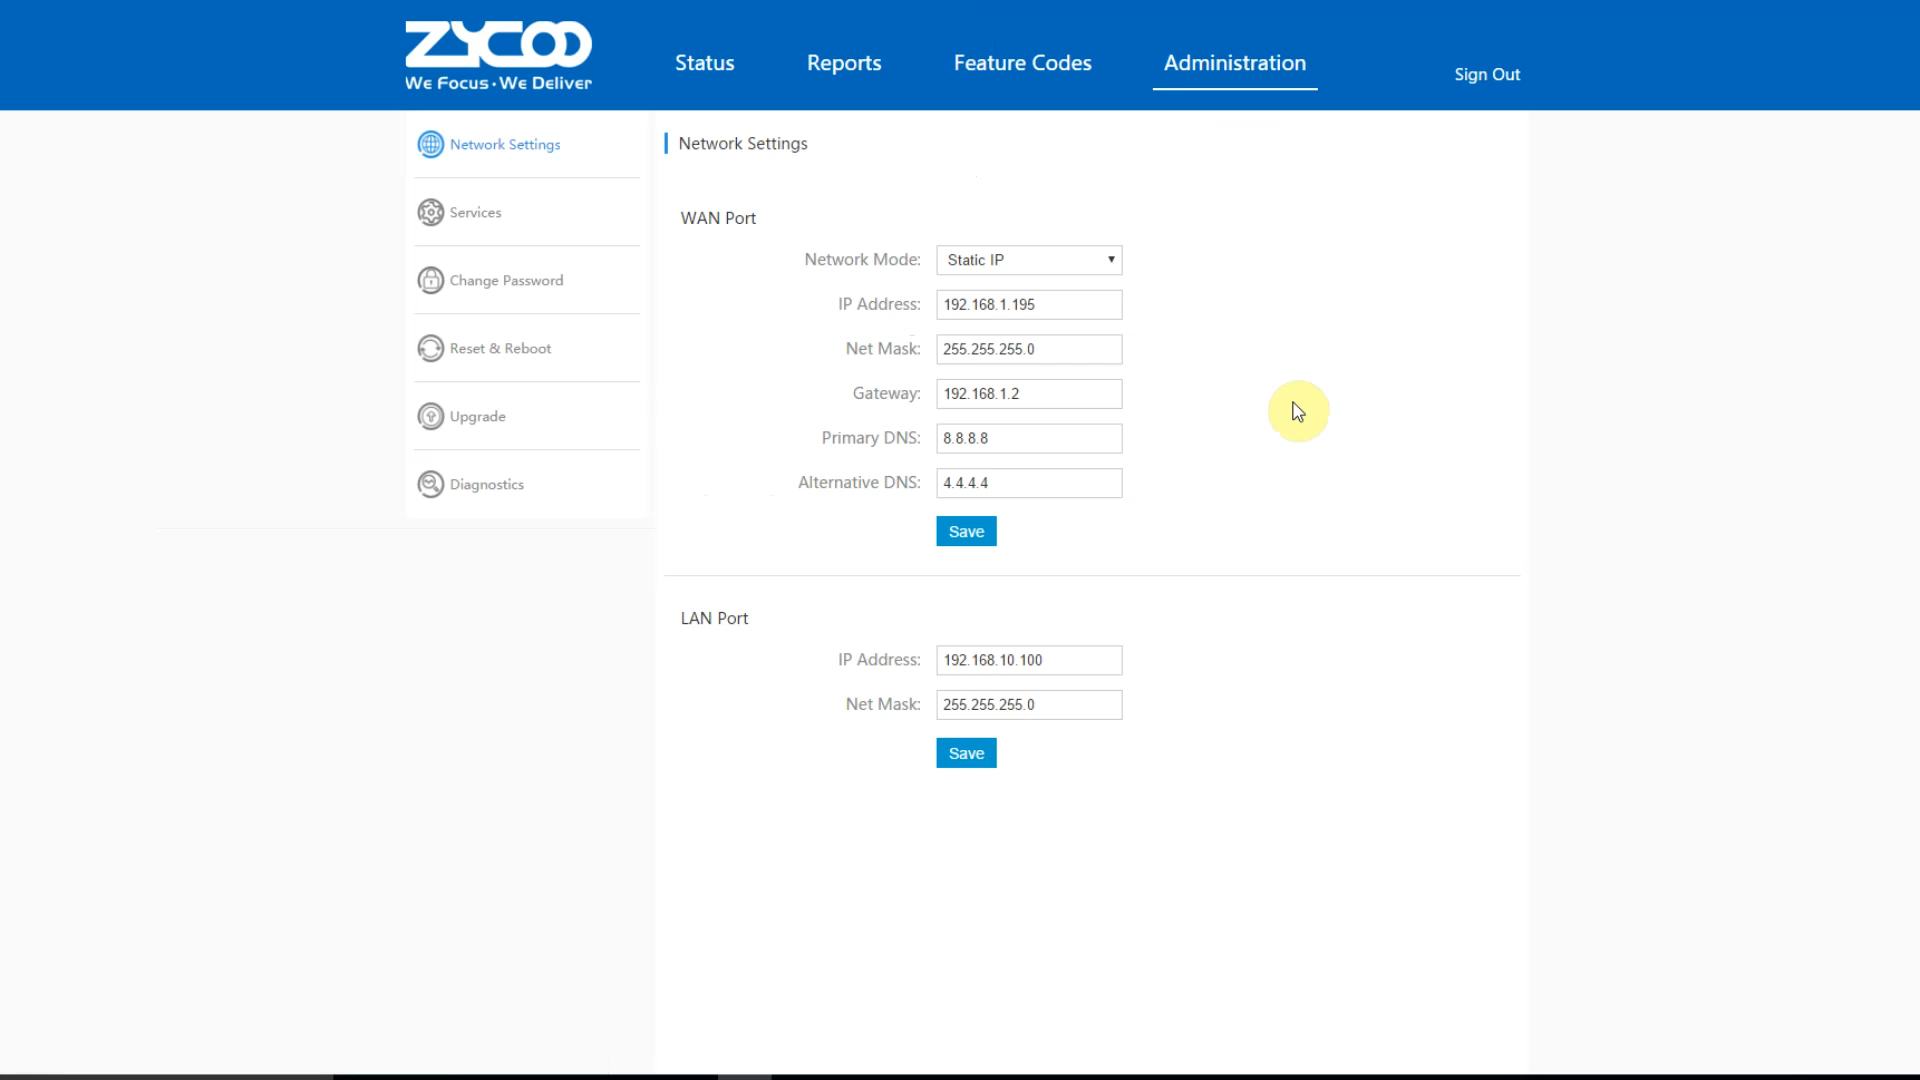 ZYCOO
We Focus·We Deliver
Status
Reports
Feature Codes
Administration
Sign Out
Network Settings
Services
Change Password
Reset & Reboot
Upgrade
Diagnostics
Network Settings
WAN Port
Network Mode: Static IP
IP Address: 192.168.1.195
Net Mask: 255.255.255.0
Gateway: 192.168.1.2
Primary DNS: 8.8.8.8
Alternative DNS: 4.4.4.4
Save
LAN Port
IP Address: 192.168.10.100
Net Mask: 255.255.255.0
Save